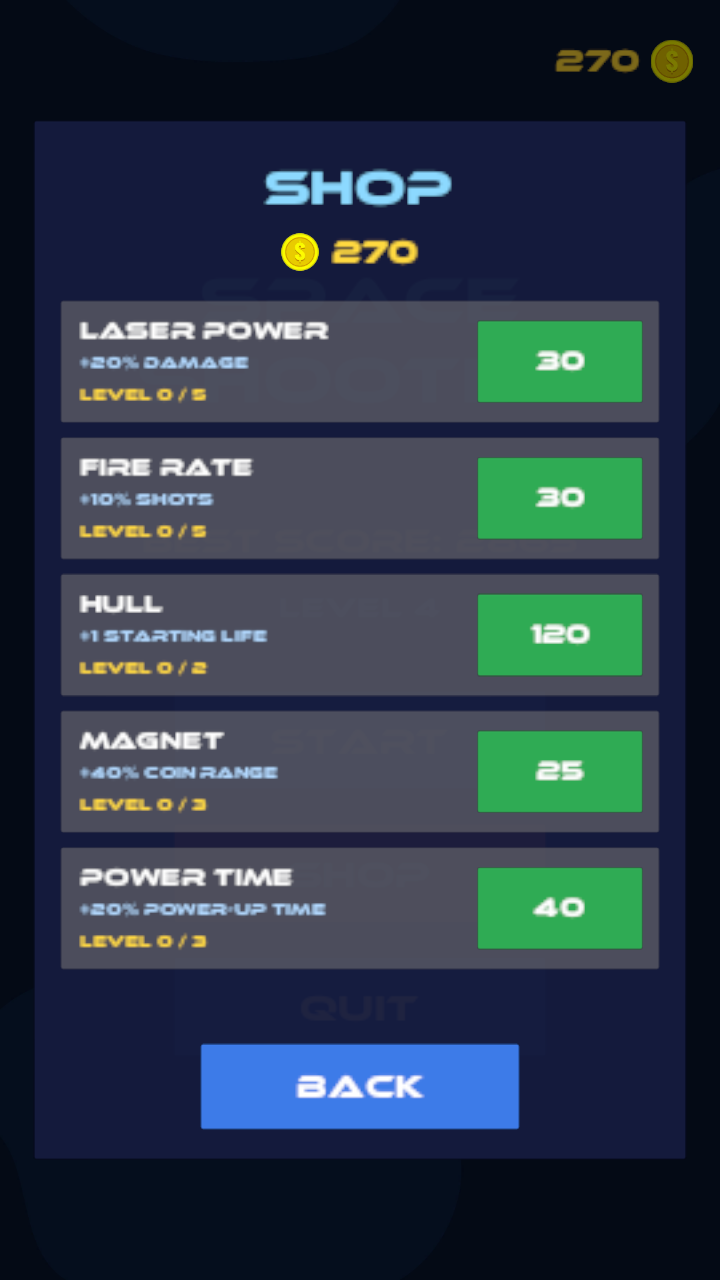 270
SHOP
270
LASER POWER
+20% DAMAGE
LEVEL 0 / 5
30
FIRE RATE
+10% SHOTS
LEVEL 0 / 5
30
HULL
+1 STARTING LIFE
LEVEL 0 / 2
120
MAGNET
+40% COIN RANGE
LEVEL 0 / 3
25
POWER TIME
+20% POWER-UP TIME
LEVEL 0 / 3
40
QUIT
BACK